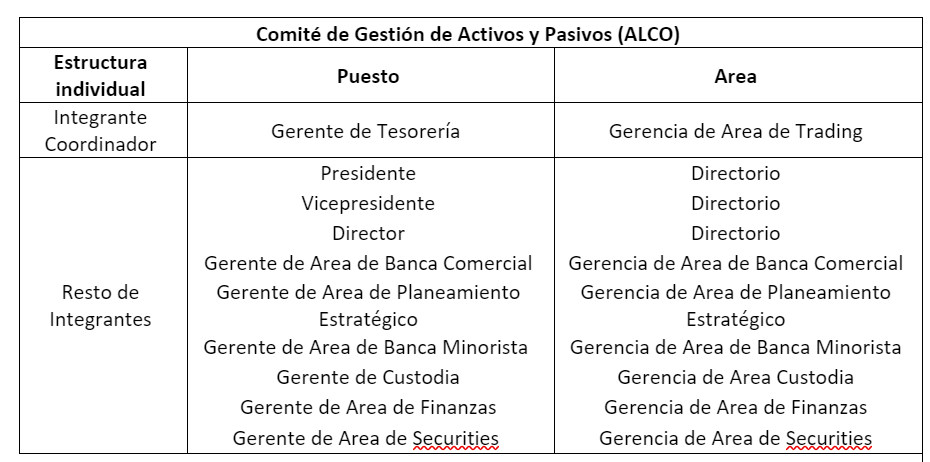 Comité de Gestión de Activos y Pasivos (ALCO)
Estructura
individual
Puesto
Area
Integrante
Coordinador
Gerente de Tesorería
Gerencia de Area de Trading
Resto de
Integrantes
Presidente
Directorio
Vicepresidente
Directorio
Director
Directorio
Gerente de Area de Banca Comercial
Gerencia de Area de Banca Comercial
Gerente de Area de Planeamiento
Estratégico
Gerencia de Area de Planeamiento
Estratégico
Gerente de Area de Banca Minorista
Gerencia de Area de Banca Minorista
Gerente de Custodia
Gerencia de Area Custodia
Gerente de Area de Finanzas
Gerencia de Area de Finanzas
Gerente de Area de Securities
Gerencia de Area de Securities